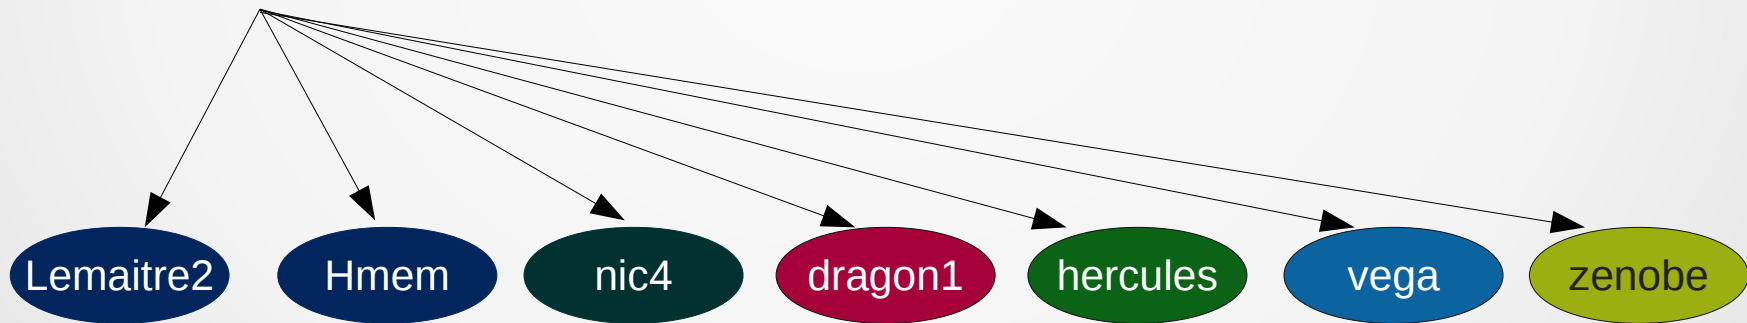 Lemaitre2
Hmem
nic4
dragon1
hercules
vega
zenobe